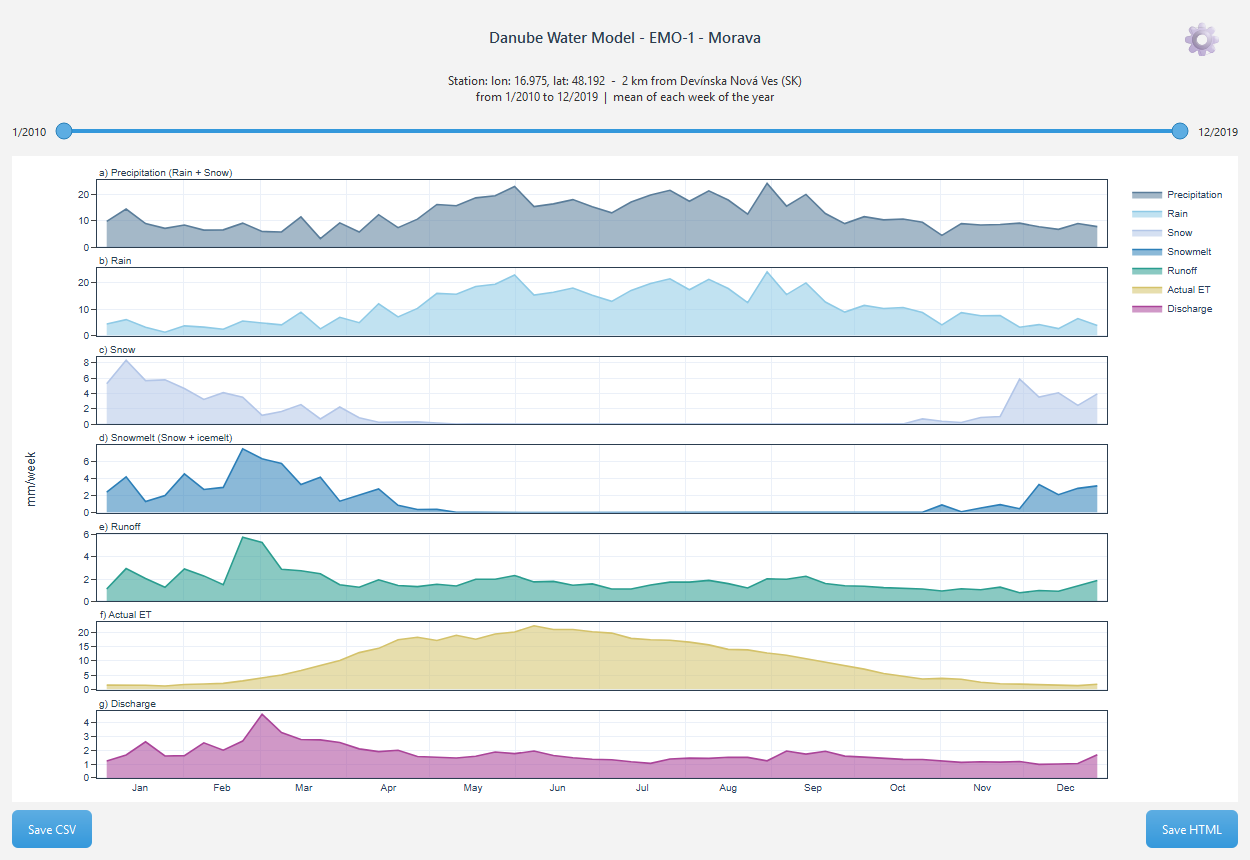 Danube Water Model - EMO-1 - Morava
Station: lon: 16.975, lat: 48.192 - 2 km from Devínska Nová Ves (SK)
from 1/2010 to 12/2019 | mean of each week of the year
1/2010
12/2019
a) Precipitation (Rain + Snow)
20
10
0
b) Rain
20
10
0
c) Snow
8
6
4
2
0
d) Snowmelt (Snow + icemelt)
6
4
2
0
e) Runoff
6
4
2
0
f) Actual ET
20
15
10
5
0
g) Discharge
4
3
2
1
0
mm/week
Jan Feb Mar Apr May Jun Jul Aug Sep Oct Nov Dec
Precipitation
Rain
Snow
Snowmelt
Runoff
Actual ET
Discharge
Save CSV
Save HTML